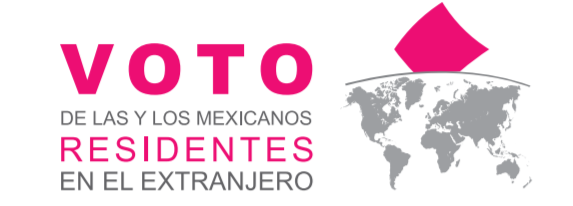 VOTO
DE LAS Y LOS MEXICANOS
RESIDENTES
EN EL EXTRANJERO